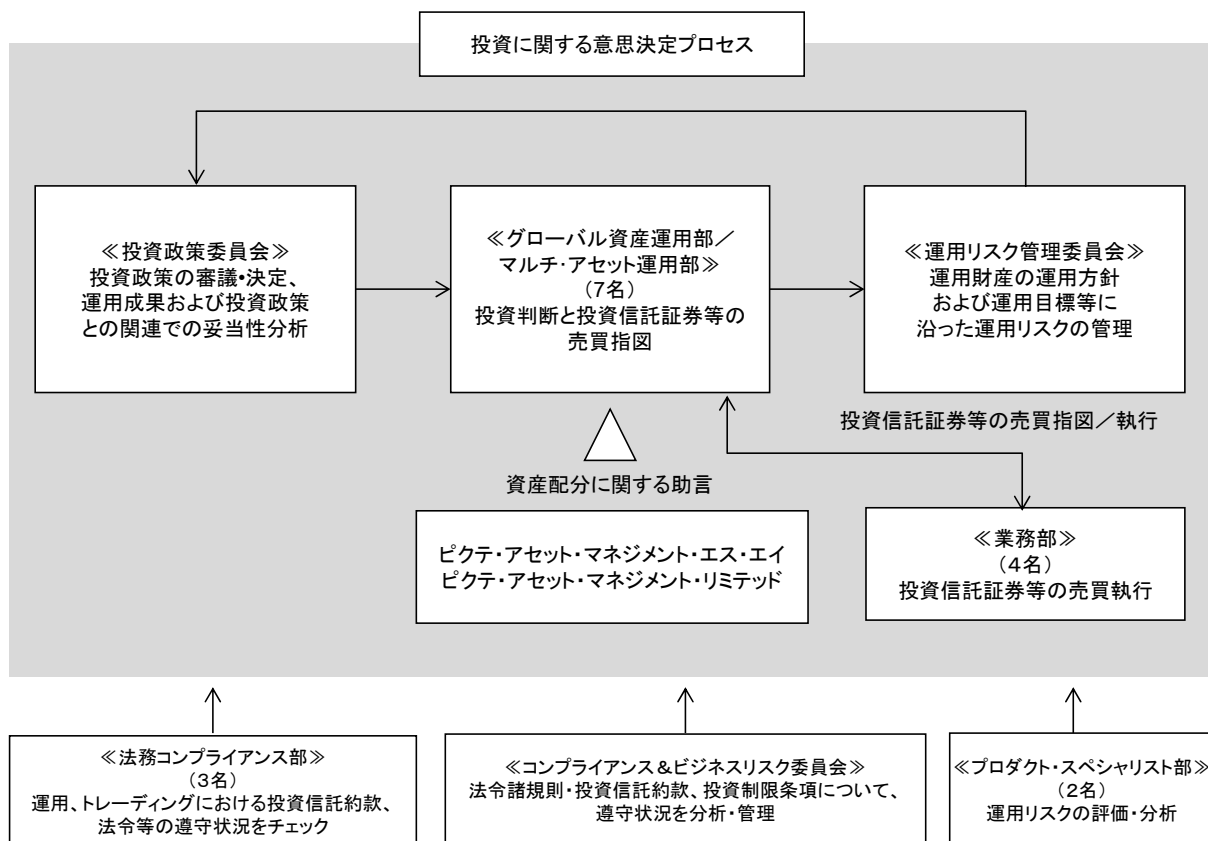 投資に関する意思決定プロセス
≪投資政策委員会≫
投資政策の審議・決定、
運用成果および投資政策
との関連での妥当性分析
≪グローバル資産運用部／
マルチ・アセット運用部≫
（7名）
投資判断と投資信託証券等の
売買指図
≪運用リスク管理委員会≫
運用財産の運用方針
および運用目標等に
沿った運用リスクの管理
投資信託証券等の売買指図／執行
資産配分に関する助言
ピクテ・アセット・マネジメント・エス・エイ
ピクテ・アセット・マネジメント・リミテッド
≪業務部≫
（4名）
投資信託証券等の売買執行
≪法務コンプライアンス部≫
（3名）
運用、トレーディングにおける投資信託約款、
法令等の遵守状況をチェック
≪コンプライアンス＆ビジネスリスク委員会≫
法令諸規則・投資信託約款、投資制限条項について、
遵守状況を分析・管理
≪プロダクト・スペシャリスト部≫
（2名）
運用リスクの評価・分析